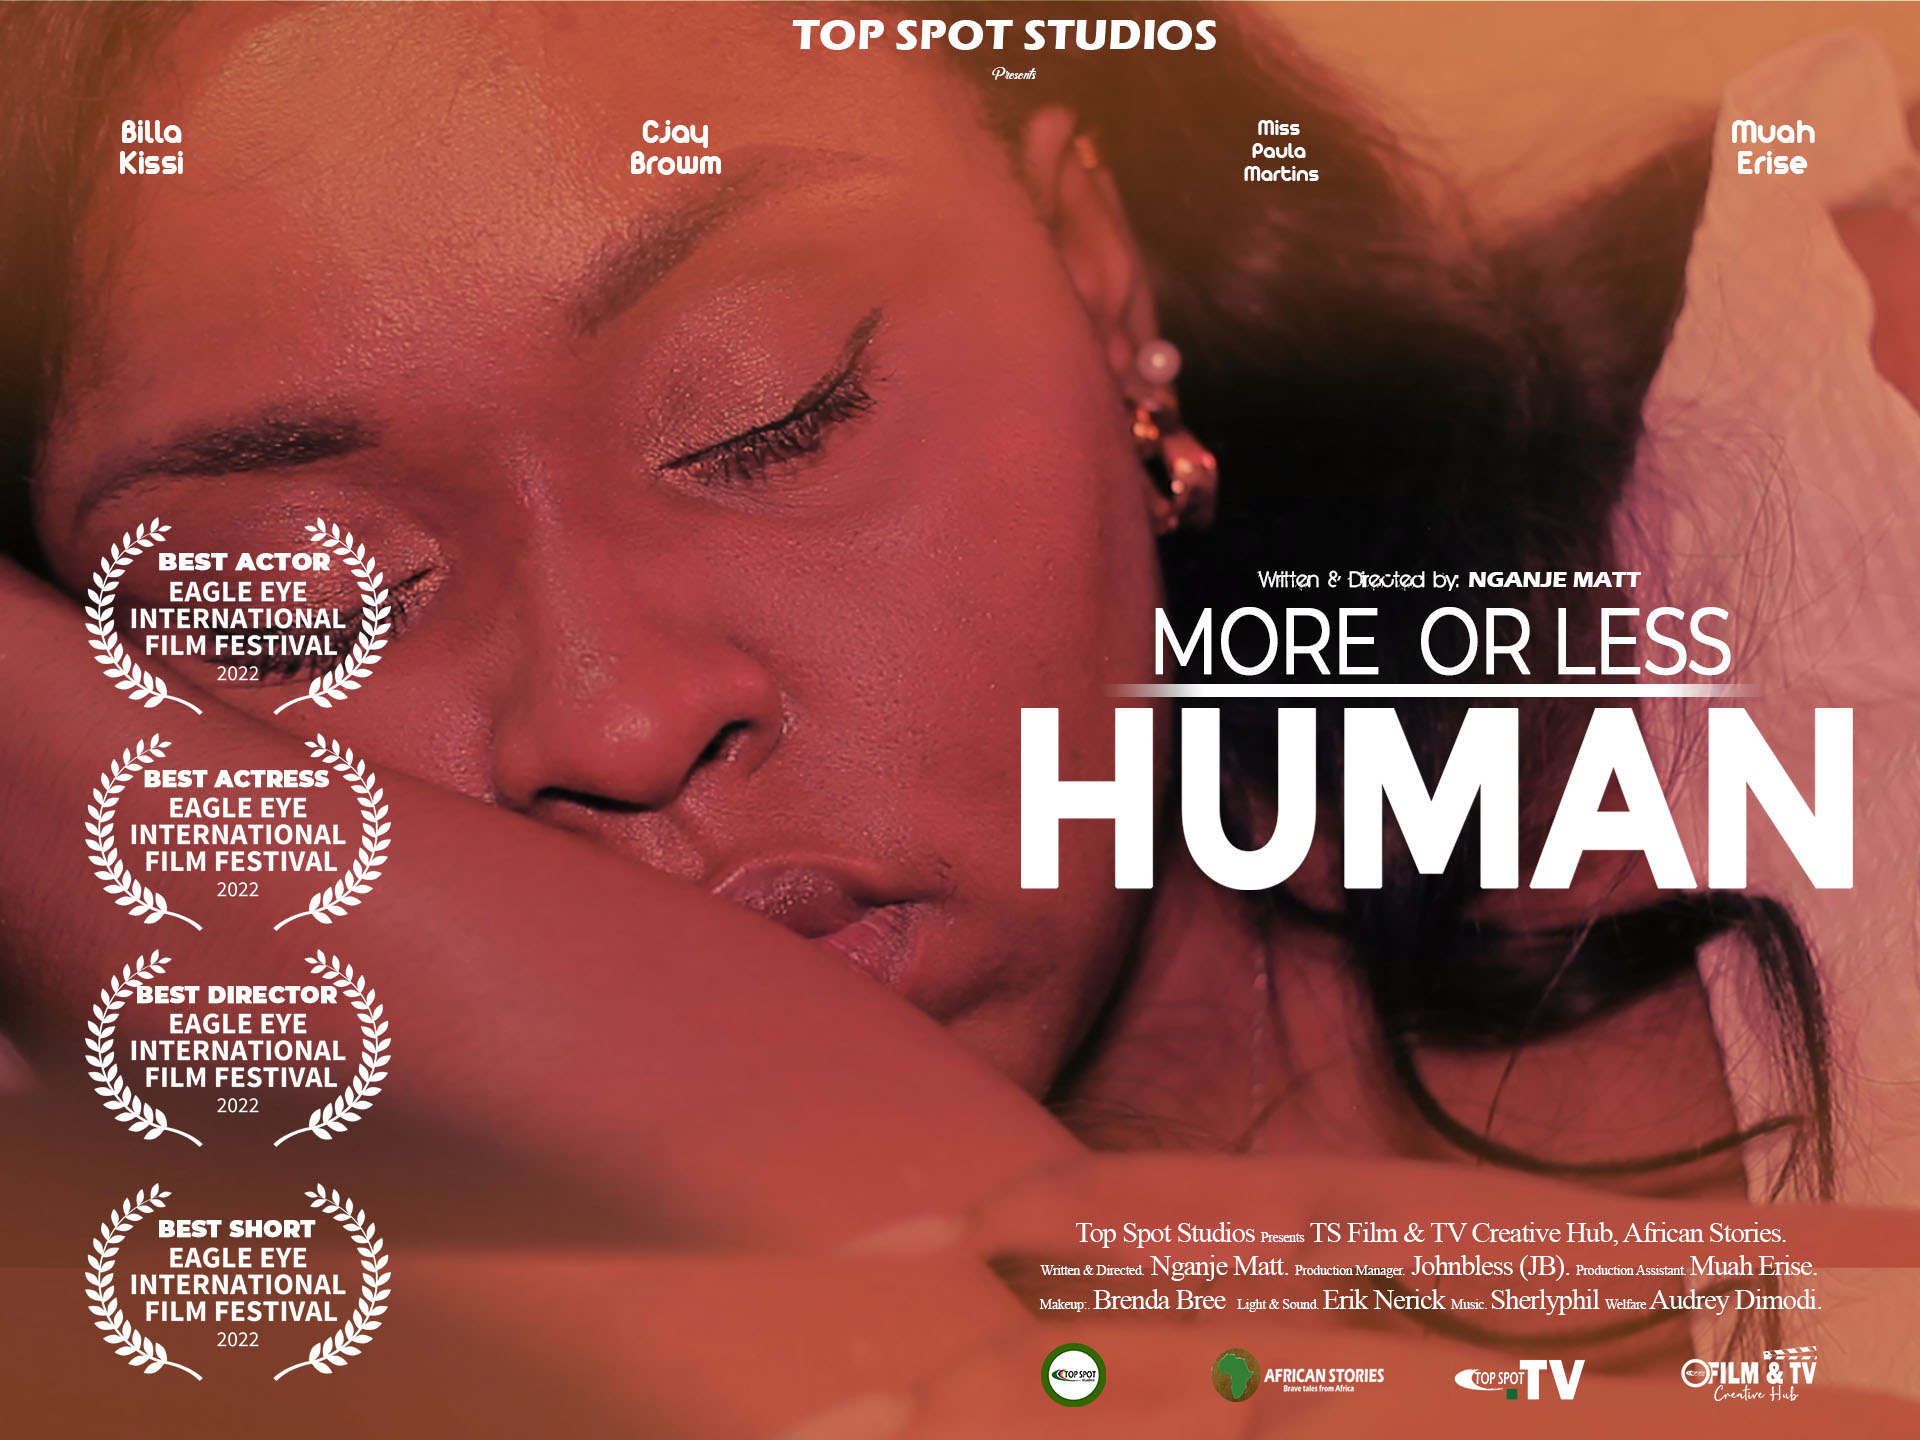 TOP SPOT STUDIOS
Presents
Billa
Kissi
Cjay
Browm
Miss
Paula
Martins
Muah
Erise
BEST ACTOR
EAGLE EYE
INTERNATIONAL
FILM FESTIVAL
2022
BEST ACTRESS
EAGLE EYE
INTERNATIONAL
FILM FESTIVAL
2022
BEST DIRECTOR
EAGLE EYE
INTERNATIONAL
FILM FESTIVAL
2022
BEST SHORT
EAGLE EYE
INTERNATIONAL
FILM FESTIVAL
2022
Written & Directed by: NGANJE MATT
MORE OR LESS
HUMAN
Top Spot Studios Presents TS Film & TV Creative Hub, African Stories.
Written & Directed. Nganje Matt. Production Manager. Johnbless (JB). Production Assistant. Muah Erise.
Makeup:. Brenda Bree Light & Sound. Erik Nerick Music. Sherlyphil Welfare Audrey Dimodi.
TOP SPOT
studios
AFRICAN STORIES
Brave tales from Africa
TOP SPOT TV
FILM & TV
Creative Hub